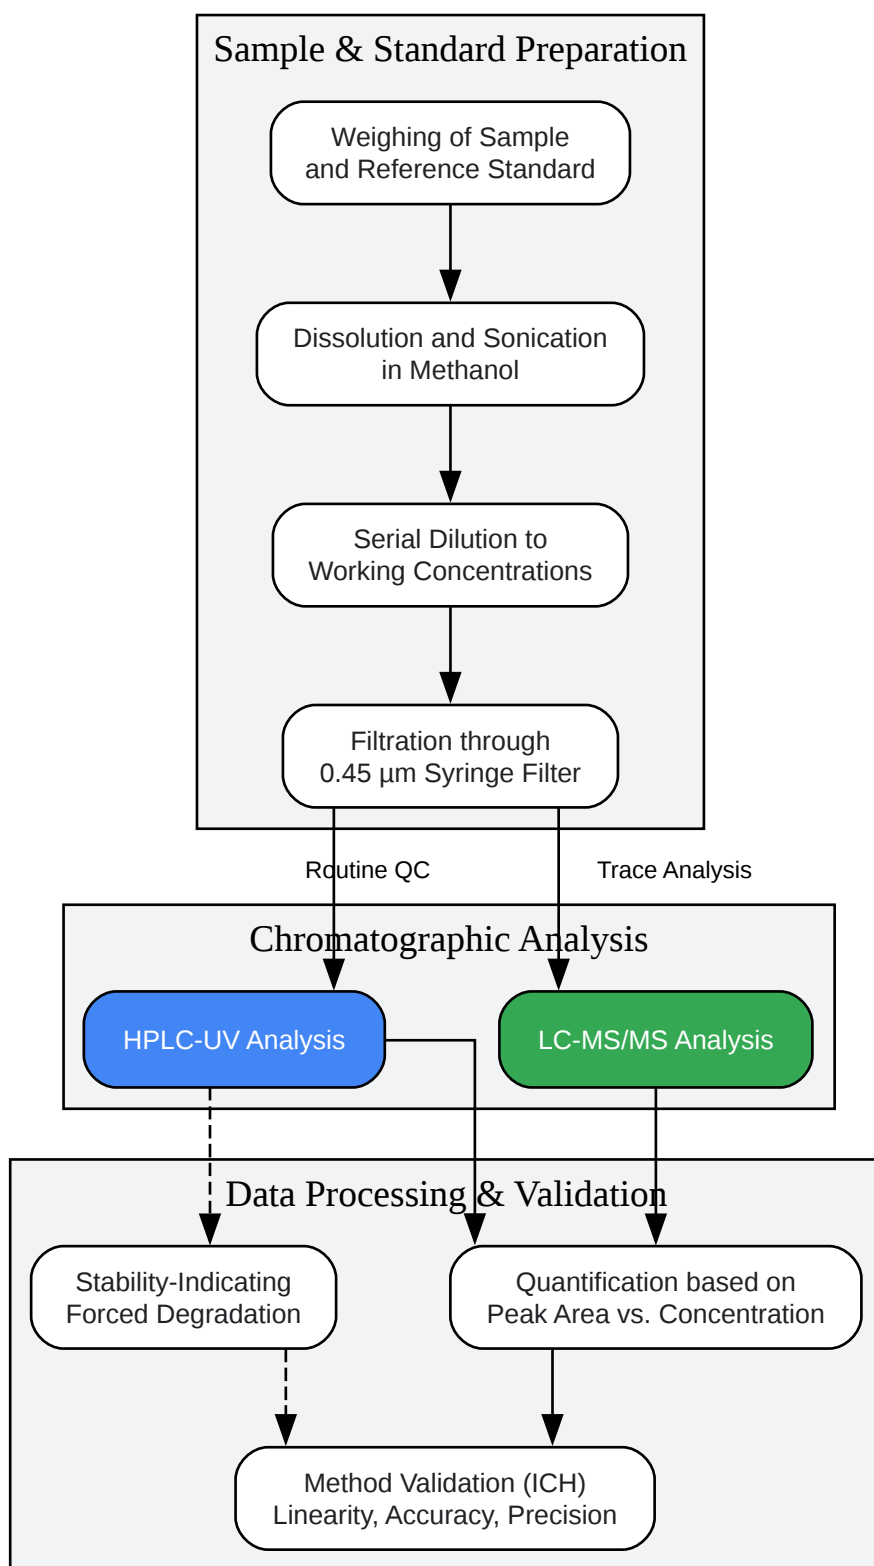 Sample & Standard Preparation
Weighing of Sample
and Reference Standard
Dissolution and Sonication
in Methanol
Serial Dilution to
Working Concentrations
Filtration through
0.45 µm Syringe Filter
Routine QC
Trace Analysis
Chromatographic Analysis
HPLC-UV Analysis
LC-MS/MS Analysis
Data Processing & Validation
Stability-Indicating
Forced Degradation
Quantification based on
Peak Area vs. Concentration
Method Validation (ICH)
Linearity, Accuracy, Precision